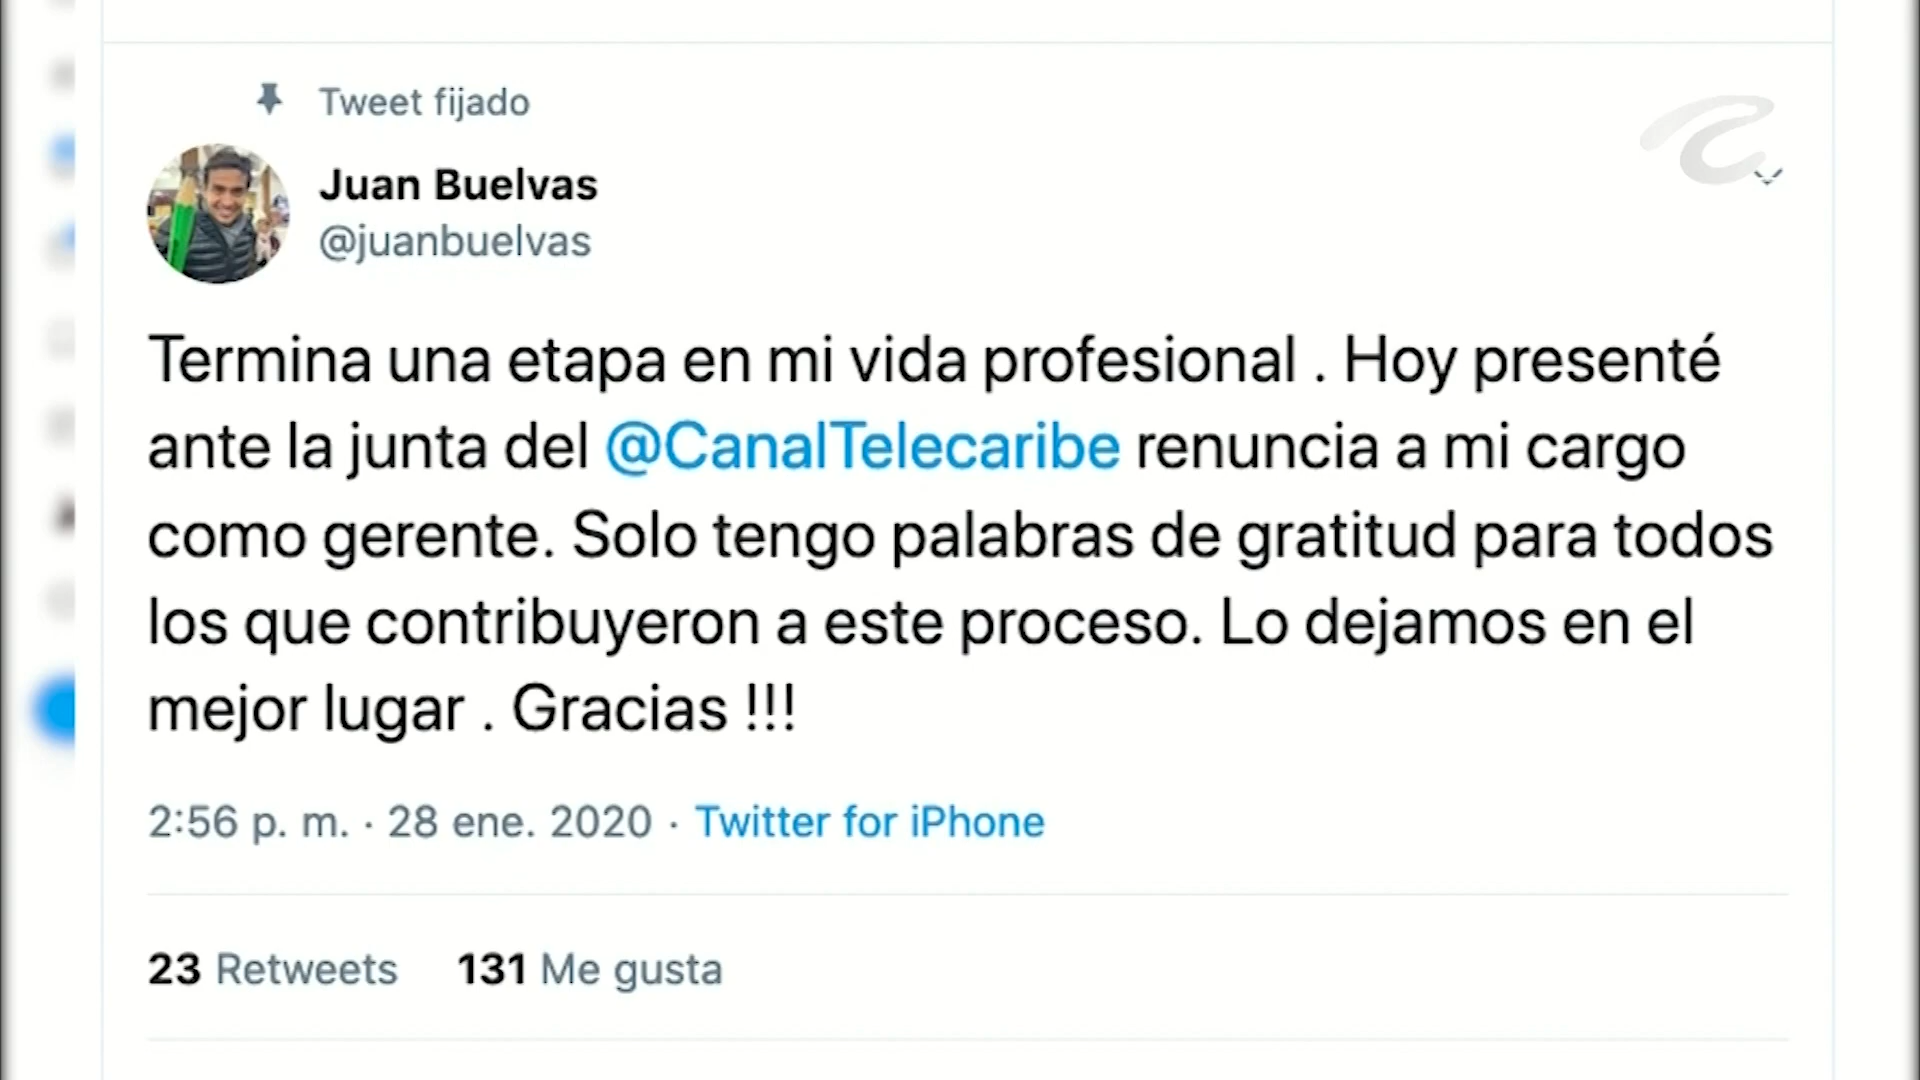 Tweet fijado
Juan Buelvas
@juanbuelvas
Termina una etapa en mi vida profesional . Hoy presenté
ante la junta del @CanalTelecaribe renuncia a mi cargo
como gerente. Solo tengo palabras de gratitud para todos
los que contribuyeron a este proceso. Lo dejamos en el
mejor lugar . Gracias !!!
2:56 p. m. · 28 ene. 2020 · Twitter for iPhone
23 Retweets 131 Me gusta